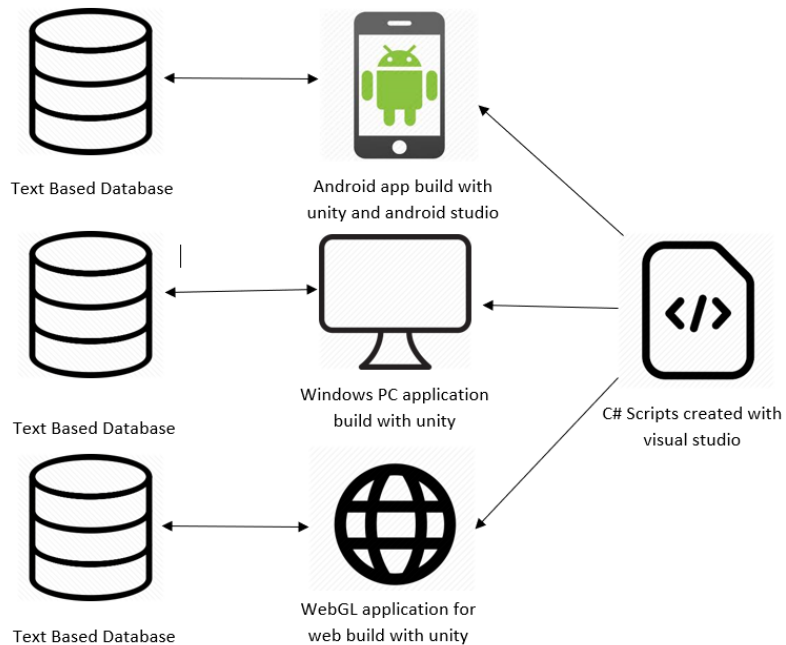 Text Based Database
Android app build with
unity and android studio
Text Based Database
Windows PC application
build with unity
C# Scripts created with
visual studio
Text Based Database
WebGL application for
web build with unity